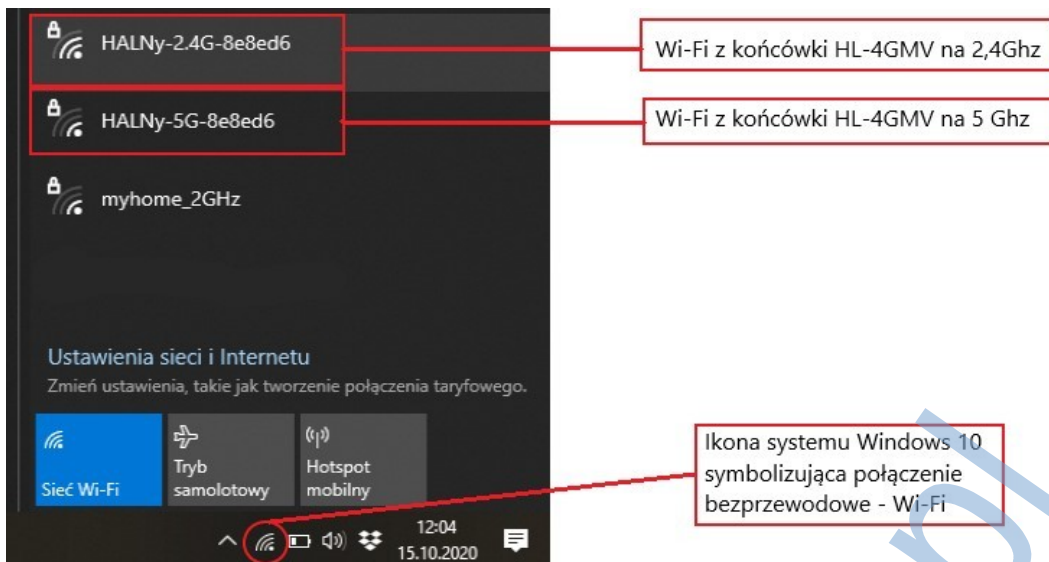 HALNy-2.4G-8e8ed6
Wi-Fi z końcówki HL-4GMV na 2,4Ghz
HALNy-5G-8e8ed6
Wi-Fi z końcówki HL-4GMV na 5 Ghz
myhome_2GHz
Ustawienia sieci i Internetu
Zmień ustawienia, takie jak tworzenie połączenia taryfowego.
Sieć Wi-Fi
Tryb
samolotowy
Hotspot
mobilny
Ikona systemu Windows 10
symbolizująca połączenie
bezprzewodowe - Wi-Fi
12:04
15.10.2020